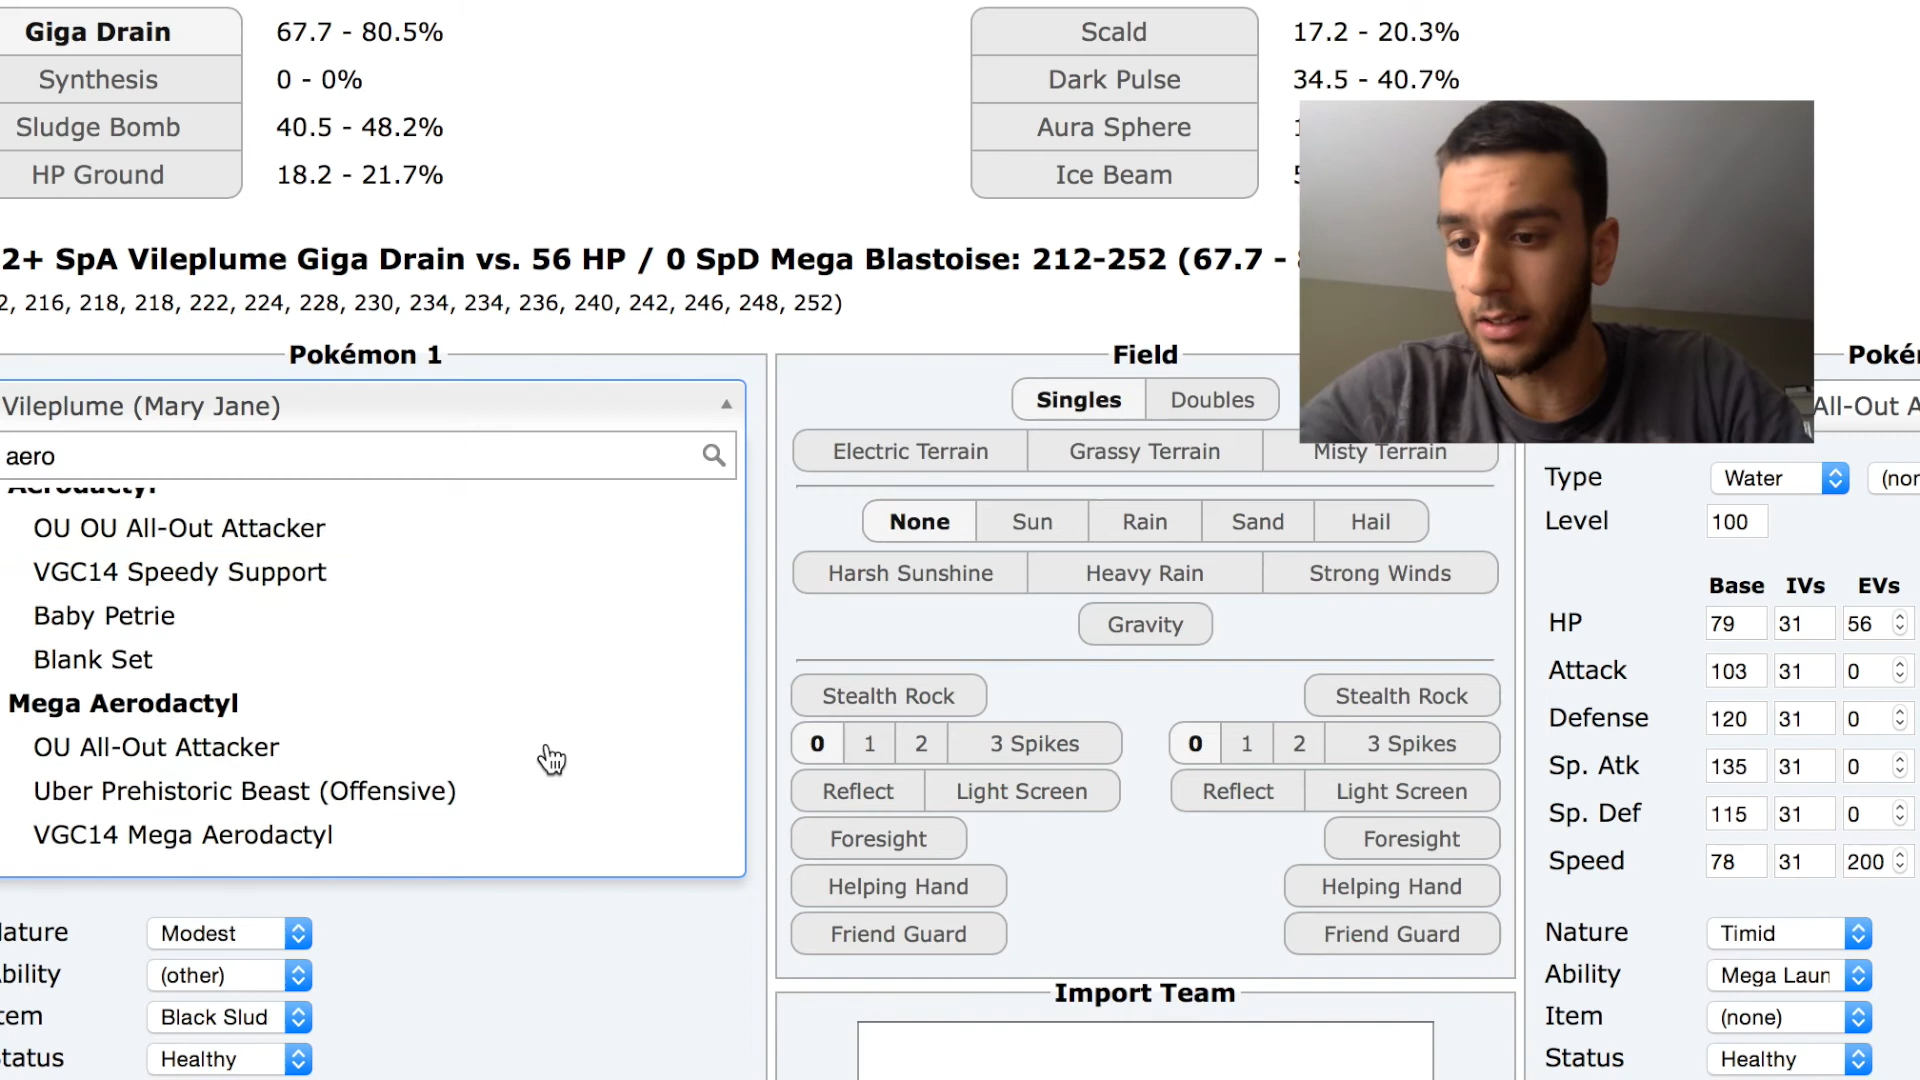 Giga Drain 67.7 - 80.5% Scald 17.2 - 20.3%
Synthesis 0 - 0% Dark Pulse 34.5 - 40.7%
Sludge Bomb 40.5 - 48.2% Aura Sphere
HP Ground 18.2 - 21.7% Ice Beam
2+ SpA Vileplume Giga Drain vs. 56 HP / 0 SpD Mega Blastoise: 212-252 (67.7 -
2, 216, 218, 218, 222, 224, 228, 230, 234, 234, 236, 240, 242, 246, 248, 252)
Pokémon 1
Vileplume (Mary Jane)
aero
Aerodactyl
OU OU All-Out Attacker
VGC14 Speedy Support
Baby Petrie
Blank Set
Mega Aerodactyl
OU All-Out Attacker
Uber Prehistoric Beast (Offensive)
VGC14 Mega Aerodactyl
ature Modest
bility (other)
tem Black Slud
tatus Healthy
Field
Singles Doubles
Electric Terrain Grassy Terrain Misty Terrain
None Sun Rain Sand Hail
Harsh Sunshine Heavy Rain Strong Winds
Gravity
Stealth Rock Stealth Rock
0 1 2 3 Spikes 0 1 2 3 Spikes
Reflect Light Screen Reflect Light Screen
Foresight Foresight
Helping Hand Helping Hand
Friend Guard Friend Guard
Import Team
Poké
All-Out A
Type Water (nor
Level 100
Base IVs EVs
HP 79 31 56
Attack 103 31 0
Defense 120 31 0
Sp. Atk 135 31 0
Sp. Def 115 31 0
Speed 78 31 200
Nature Timid
Ability Mega Laun
Item (none)
Status Healthy